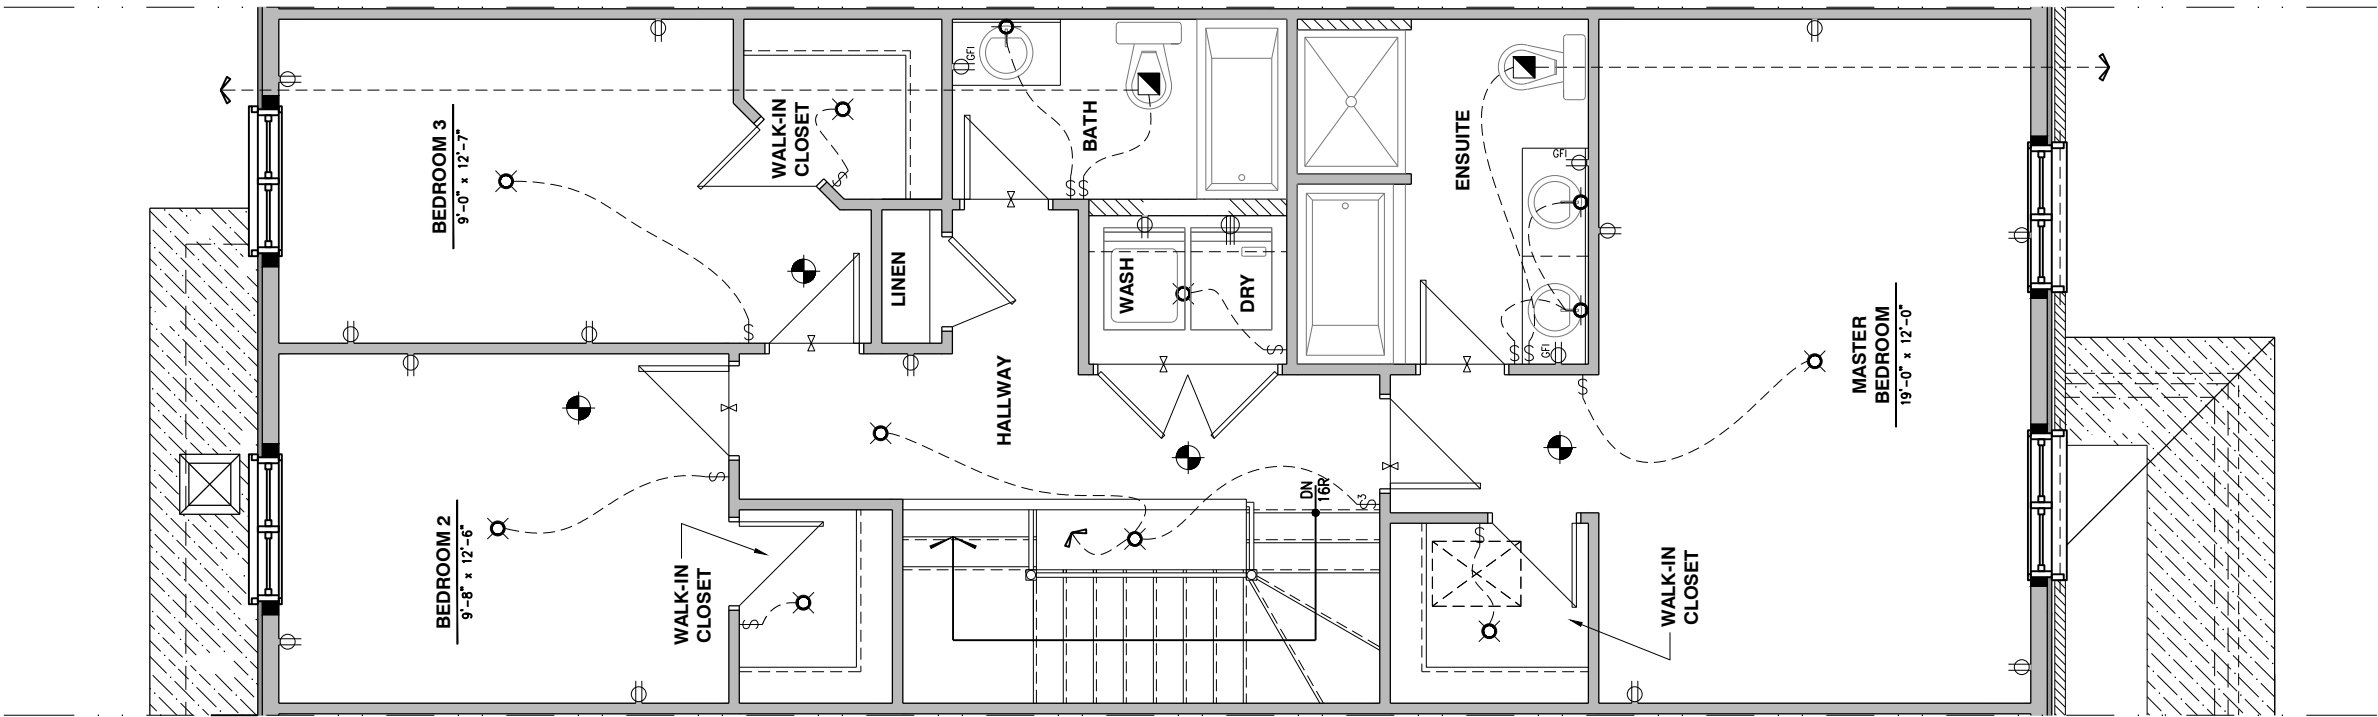 BEDROOM 3
9'-0" x 12'-7"
WALK-IN
CLOSET
GFI
BATH
ENSUITE
GFI
GFI
LINEN
WASH
DRY
HALLWAY
MASTER
BEDROOM
19'-0" x 12'-0"
BEDROOM 2
9'-8" x 12'-6"
WALK-IN
CLOSET
DN
16R
3
WALK-IN
CLOSET
S
S
S
S
S
S
S
S
S
S
S
S